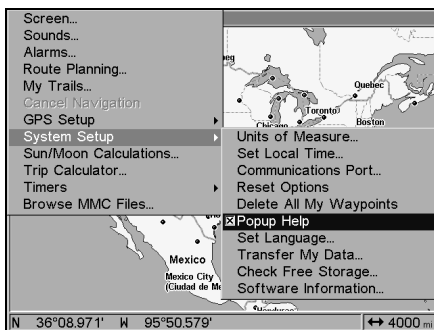 Screen...
Sounds...
Alarms...
Route Planning...
My Trails...
Cancel Navigation
GPS Setup
System Setup
Sun/Moon Calculations...
Trip Calculator...
Timers
Browse MMC Files...
Units of Measure...
Set Local Time...
Communications Port...
Reset Options
Delete All My Waypoints
Popup Help
Set Language...
Transfer My Data...
Check Free Storage...
Software Information...
Quebec
Toronto
Boston
Chicago
Mexico
Mexico City
(Ciudad de Me
Honduras
N 36°08.971' W 95°50.579'
↔ 4000 mi